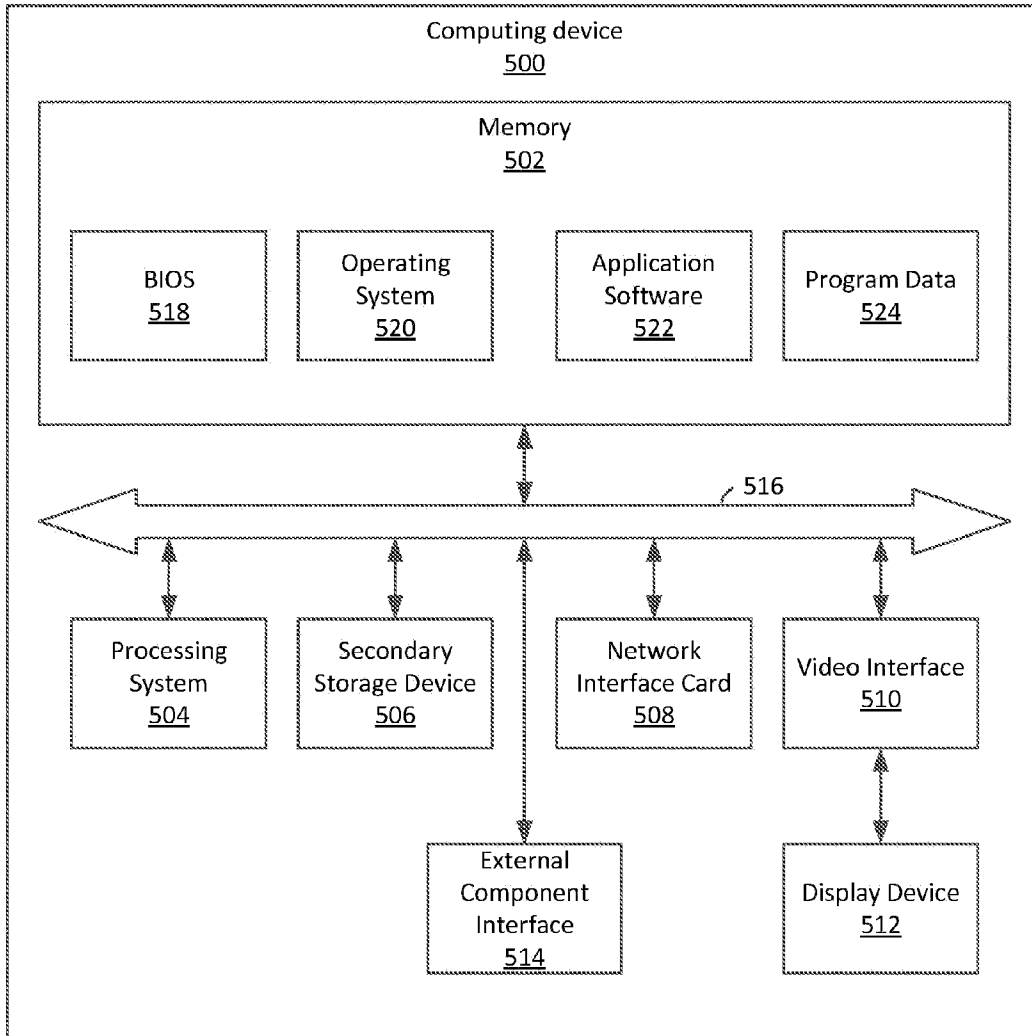 Computing device
500
Memory
502
BIOS
518
Operating
System
520
Application
Software
522
Program Data
524
516
Processing
System
504
Secondary
Storage Device
506
Network
Interface Card
508
Video Interface
510
External
Component
Interface
514
Display Device
512